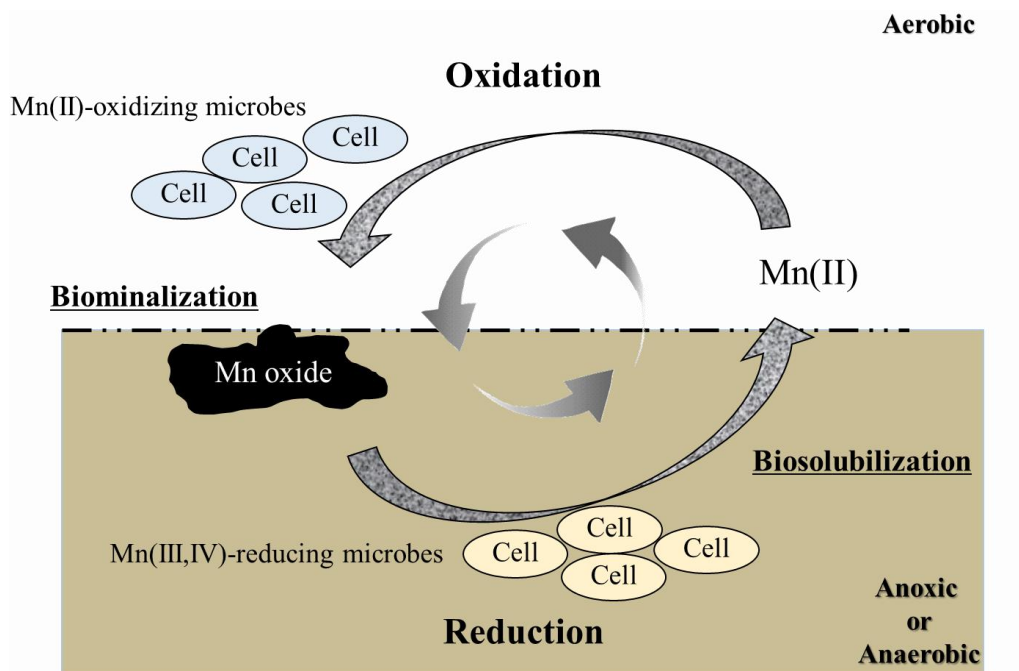 Aerobic
Oxidation
Mn(II)-oxidizing microbes
Cell
Cell
Cell
Cell
Mn(II)
Biominalization
Mn oxide
Biosolubilization
Mn(III,IV)-reducing microbes
Cell
Cell
Cell
Cell
Reduction
Anoxic
or
Anaerobic